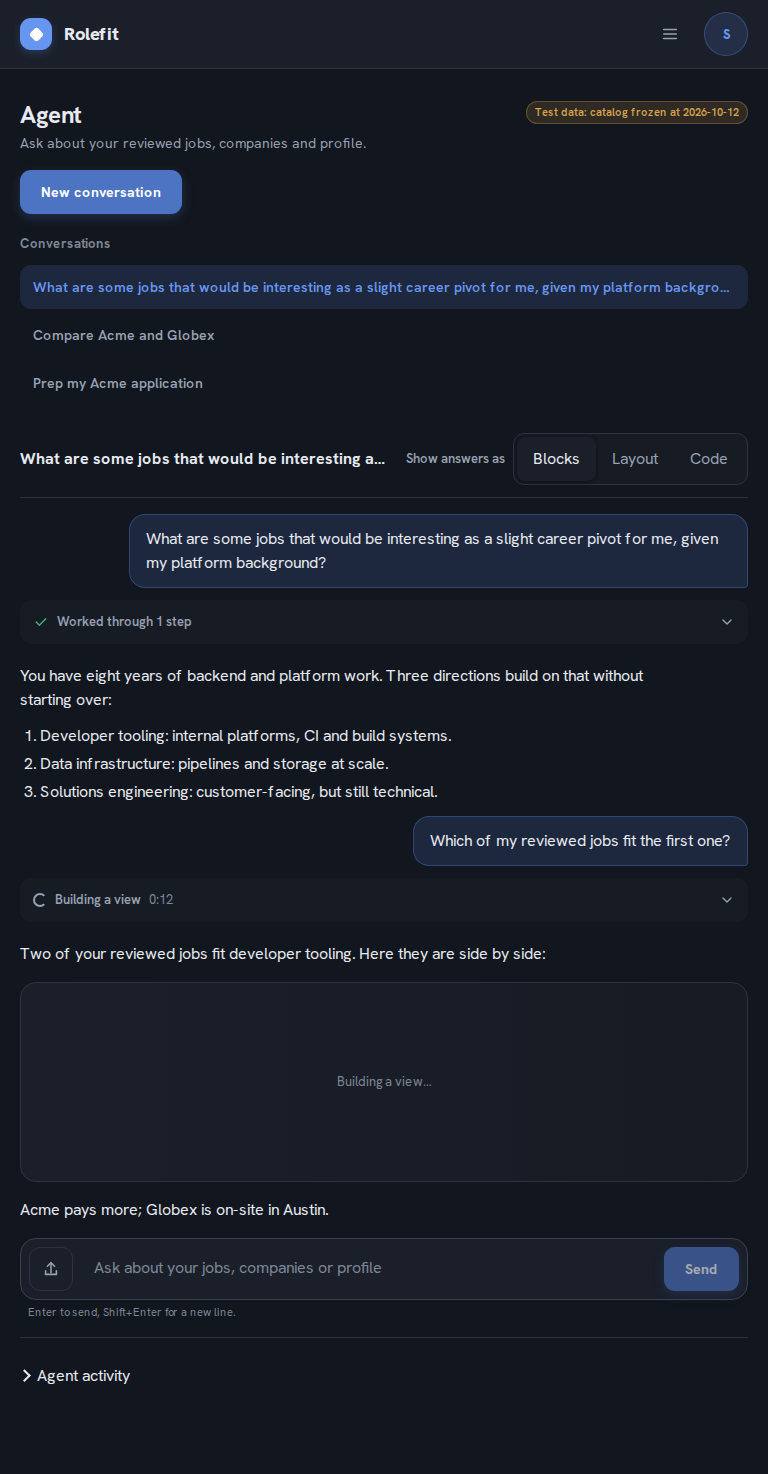 Rolefit
S
Agent
Test data: catalog frozen at 2026-10-12
Ask about your reviewed jobs, companies and profile.
New conversation
Conversations
What are some jobs that would be interesting as a slight career pivot for me, given my platform backgro...
Compare Acme and Globex
Prep my Acme application
What are some jobs that would be interesting a...
Show answers as
Blocks
Layout
Code
What are some jobs that would be interesting as a slight career pivot for me, given
my platform background?
Worked through 1 step
You have eight years of backend and platform work. Three directions build on that without
starting over:
1. Developer tooling: internal platforms, CI and build systems.
2. Data infrastructure: pipelines and storage at scale.
3. Solutions engineering: customer-facing, but still technical.
Which of my reviewed jobs fit the first one?
Building a view 0:12
Two of your reviewed jobs fit developer tooling. Here they are side by side:
Building a view...
Acme pays more; Globex is on-site in Austin.
Ask about your jobs, companies or profile
Send
Enter to send, Shift+Enter for a new line.
Agent activity